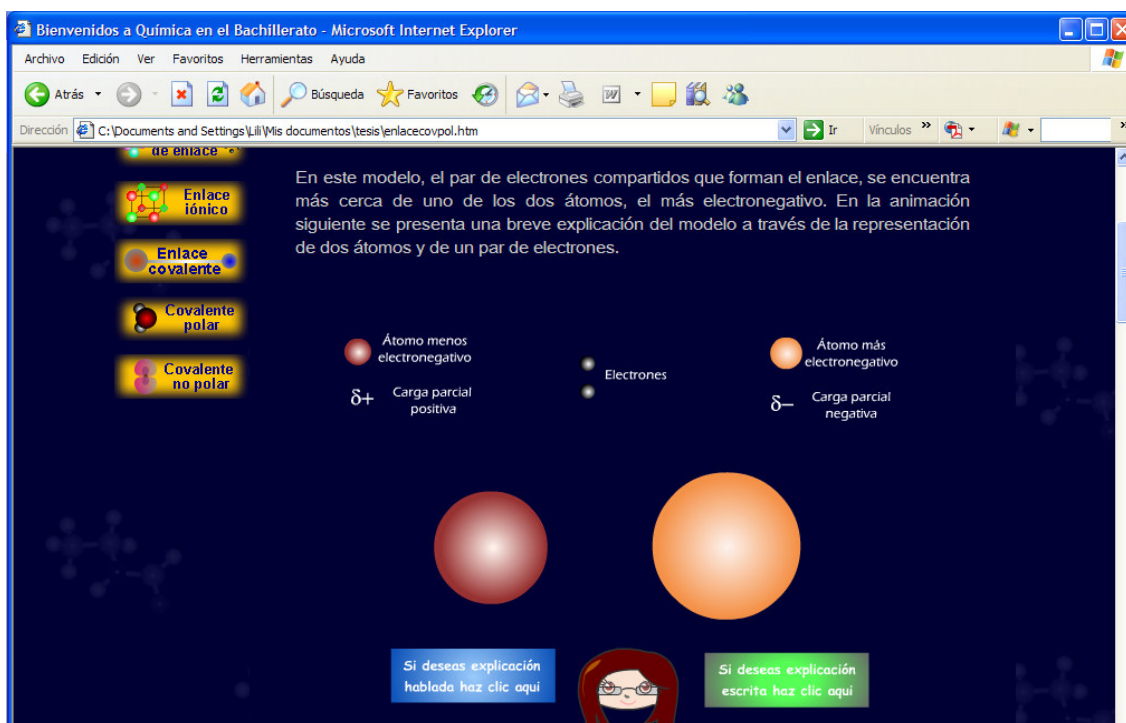 Bienvenidos a Química en el Bachillerato - Microsoft Internet Explorer
Archivo Edición Ver Favoritos Herramientas Ayuda
Atrás Búsqueda Favoritos
Dirección C:\Documents and Settings\Lili\Mis documentos\tesis\enlacecovpol.htm Ir Vínculos »
de enlace
Enlace
iónico
Enlace
covalente
Covalente
polar
Covalente
no polar
En este modelo, el par de electrones compartidos que forman el enlace, se encuentra
más cerca de uno de los dos átomos, el más electronegativo. En la animación
siguiente se presenta una breve explicación del modelo a través de la representación
de dos átomos y de un par de electrones.
Átomo menos
electronegativo
δ+ Carga parcial
positiva
Electrones
Átomo más
electronegativo
δ– Carga parcial
negativa
Si deseas explicación
hablada haz clic aqui
Si deseas explicación
escrita haz clic aqui